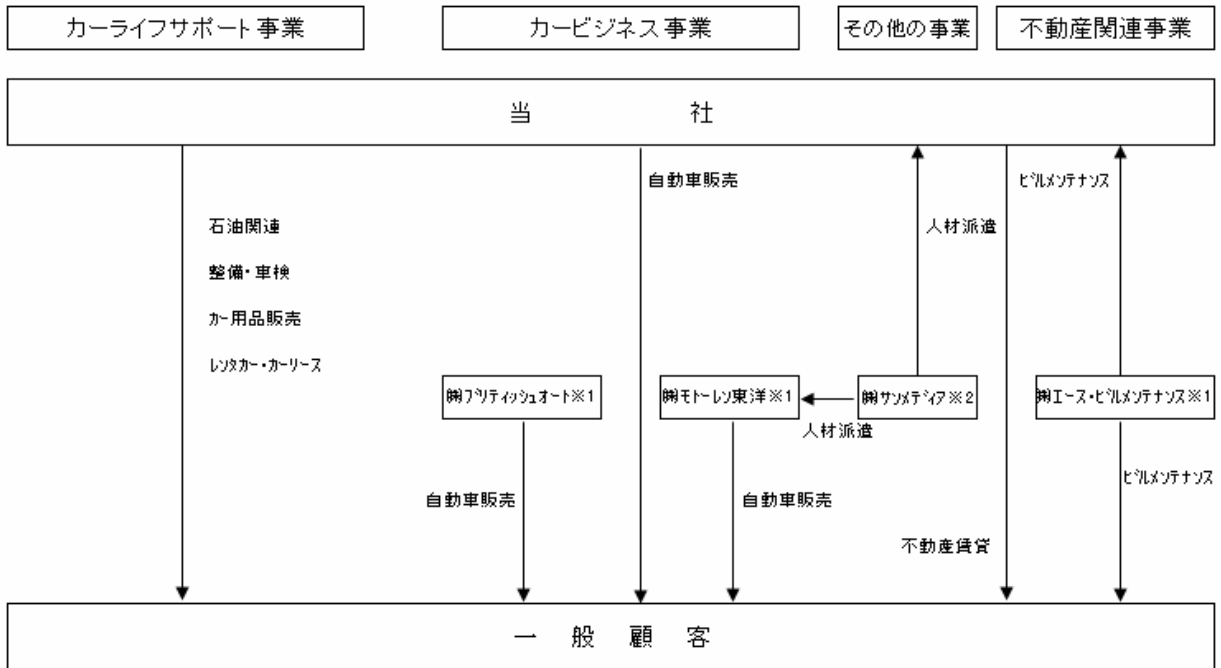 カーライフサポート事業
カービジネス事業
その他の事業
不動産関連事業
当 社
自動車販売
ﾋﾞﾙﾒﾝﾃﾅﾝｽ
石油関連
人材派遣
整備・車検
ｶｰ用品販売
ﾚﾝﾀｶｰ・ｶｰﾘｰｽ
㈱ﾌﾞﾘﾃｨｯｼｭｵｰﾄ※1
㈱ﾓﾄｰﾚﾝ東洋※1
㈱ｻﾝﾒﾃﾞｨｱ※2
㈱ｴｰｽ・ﾋﾞﾙﾒﾝﾃﾅﾝｽ※1
人材派遣
ﾋﾞﾙﾒﾝﾃﾅﾝｽ
自動車販売
自動車販売
不動産賃貸
一 般 顧 客